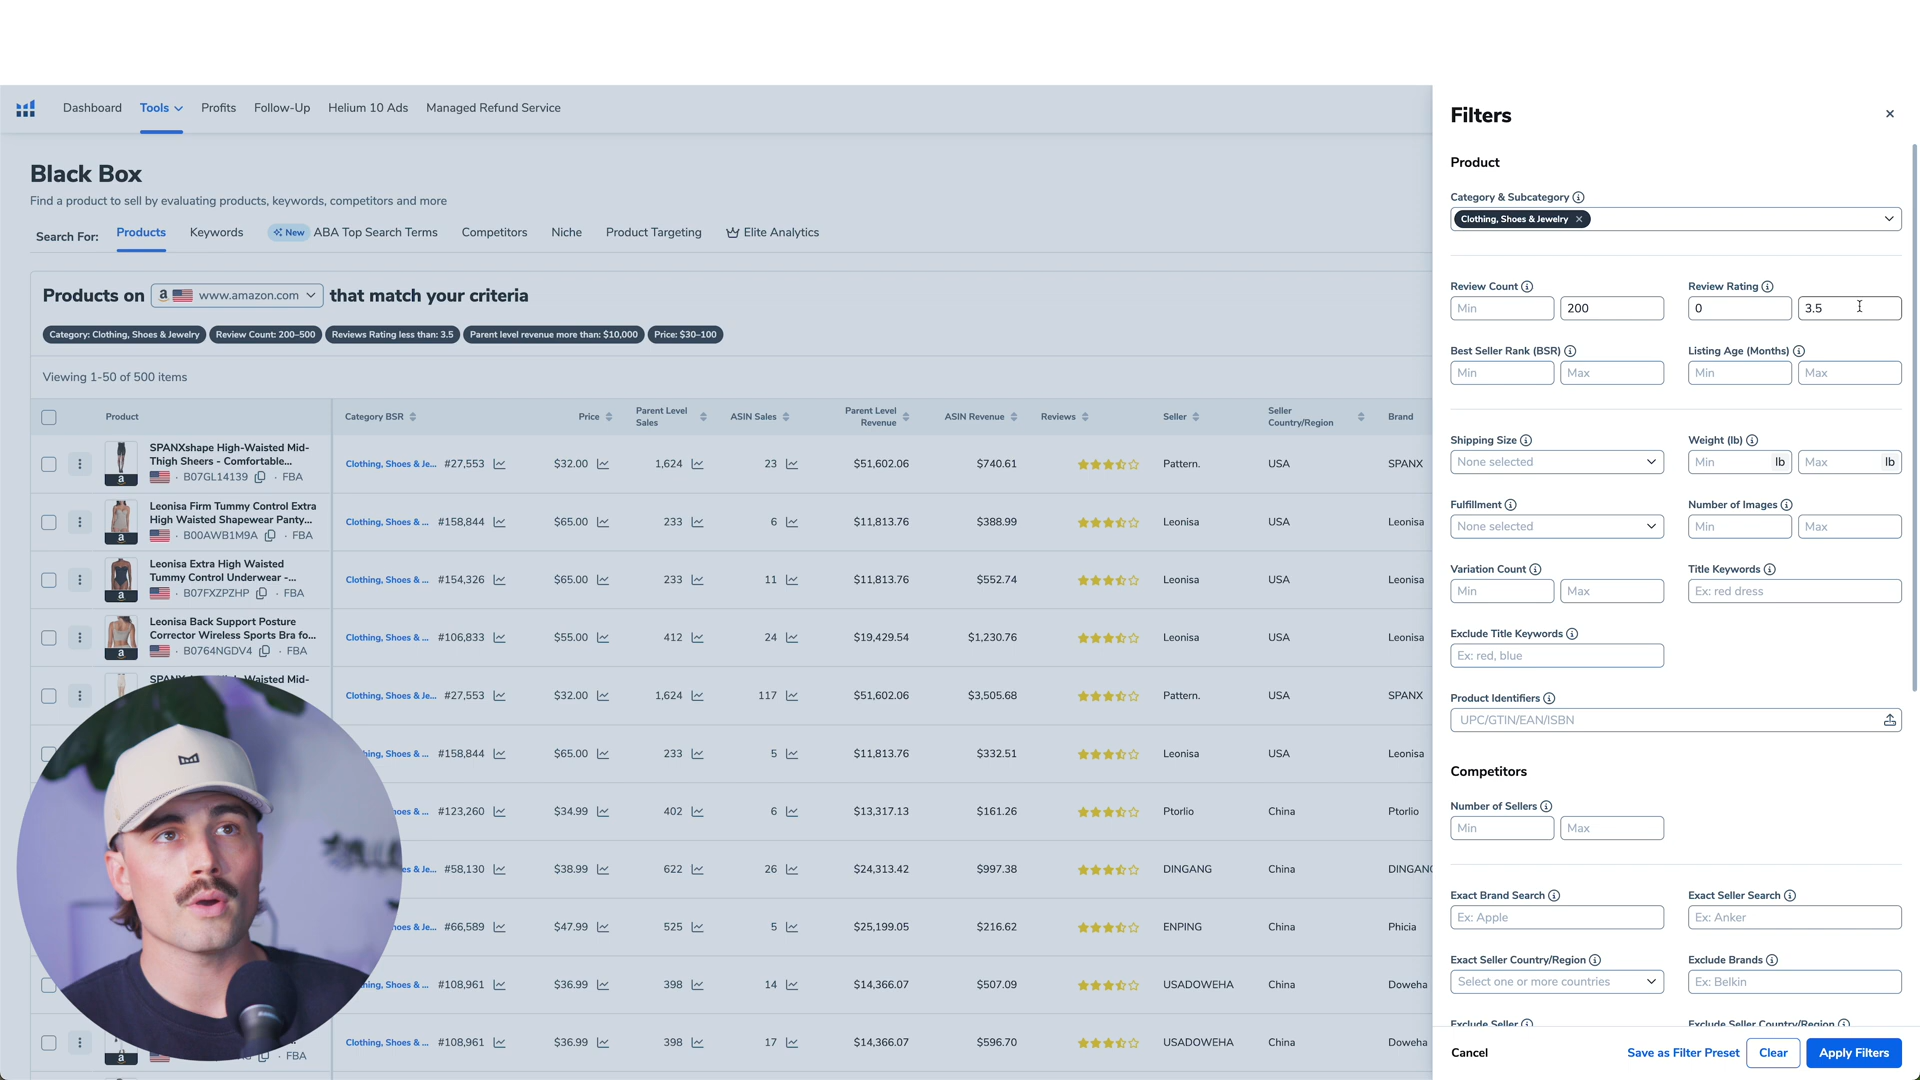 Dashboard Tools Profits Follow-Up Helium 10 Ads Managed Refund Service
Black Box
Find a product to sell by evaluating products, keywords, competitors and more
Search For: Products Keywords New ABA Top Search Terms Competitors Niche Product Targeting Elite Analytics
Products on a www.amazon.com that match your criteria
Category: Clothing, Shoes & Jewelry Review Count: 200–500 Reviews Rating less than: 3.5 Parent level revenue more than: $10,000 Price: $30–100
Viewing 1-50 of 500 items
Product Category BSR Price Parent Level Sales ASIN Sales Parent Level Revenue ASIN Revenue Reviews Seller Seller Country/Region Brand
SPANXshape High-Waisted Mid-
Thigh Sheers - Comfortable...
B07GL14139 · FBA
Clothing, Shoes & Je... #27,553 $32.00 1,624 23 $51,602.06 $740.61 Pattern. USA SPANX
Leonisa Firm Tummy Control Extra
High Waisted Shapewear Panty...
B00AWB1M9A · FBA
Clothing, Shoes & ... #158,844 $65.00 233 6 $11,813.76 $388.99 Leonisa USA Leonisa
Leonisa Extra High Waisted
Tummy Control Underwear -...
B07FXZPZHP · FBA
Clothing, Shoes & ... #154,326 $65.00 233 11 $11,813.76 $552.74 Leonisa USA Leonisa
Leonisa Back Support Posture
Corrector Wireless Sports Bra fo...
B0764NGDV4 · FBA
Clothing, Shoes & ... #106,833 $55.00 412 24 $19,429.54 $1,230.76 Leonisa USA Leonisa
Waisted Mid-
Clothing, Shoes & Je... #27,553 $32.00 1,624 117 $51,602.06 $3,505.68 Pattern. USA SPANX
hing, Shoes & ... #158,844 $65.00 233 5 $11,813.76 $332.51 Leonisa USA Leonisa
oes & ... #123,260 $34.99 402 6 $13,317.13 $161.26 Ptorlio China Ptorlio
es & Je... #58,130 $38.99 622 26 $24,313.42 $997.38 DINGANG China DINGANG
oes & Je... #66,589 $47.99 525 5 $25,199.05 $216.62 ENPING China Phicia
hing, Shoes & ... #108,961 $36.99 398 14 $14,366.07 $507.09 USADOWEHA China Doweha
Clothing, Shoes & ... #108,961 $36.99 398 17 $14,366.07 $596.70 USADOWEHA China Doweha
· FBA
Filters
Product
Category & Subcategory
Clothing, Shoes & Jewelry
Review Count Review Rating
Min 200 0 3.5
Best Seller Rank (BSR) Listing Age (Months)
Min Max Min Max
Shipping Size Weight (lb)
None selected Min lb Max lb
Fulfillment Number of Images
None selected Min Max
Variation Count Title Keywords
Min Max Ex: red dress
Exclude Title Keywords
Ex: red, blue
Product Identifiers
UPC/GTIN/EAN/ISBN
Competitors
Number of Sellers
Min Max
Exact Brand Search Exact Seller Search
Ex: Apple Ex: Anker
Exact Seller Country/Region Exclude Brands
Select one or more countries Ex: Belkin
Exclude Seller Exclude Seller Country/Region
Cancel Save as Filter Preset Clear Apply Filters